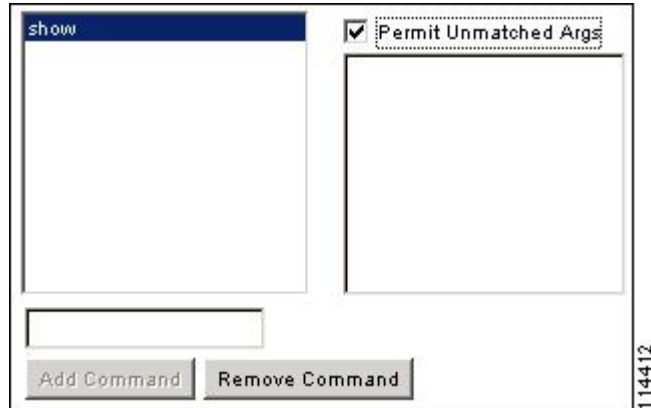 show
Permit Unmatched Args
Add Command
Remove Command
114412